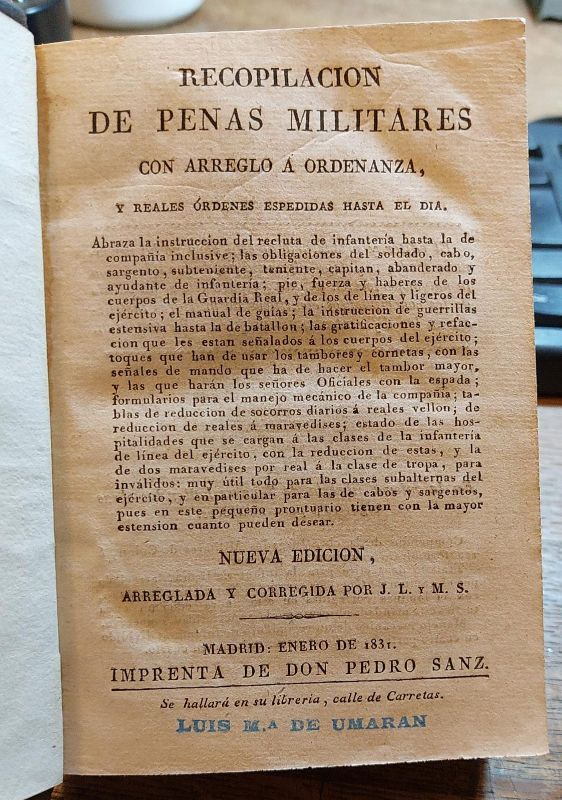 RECOPILACION
DE PENAS MILITARES
CON ARREGLO Á ORDENANZA,
Y REALES ÓRDENES ESPEDIDAS HASTA EL DIA.
Abraza la instruccion del recluta de infantería hasta la de
compañía inclusive; las obligaciones del soldado, cabo,
sargento, subteniente, teniente, capitan, abanderado y
ayudante de infantería; pie, fuerza y haberes de los
cuerpos de la Guardia Real, y de los de línea y ligeros del
ejército; el manual de guias; la instruccion de guerrillas
estensiva hasta la de batallon; las gratificaciones y refac-
cion que les estan señalados á los cuerpos del ejército;
toques que han de usar los tambores y cornetas, con las
señales de mando que ha de hacer el tambor mayor,
y las que harán los señores Oficiales con la espada;
formularios para el manejo mecánico de la compañía; ta-
blas de reduccion de socorros diarios á reales vellon; de
reduccion de reales á maravedises; estado de las hos-
pitalidades que se cargan á las clases de la infantería
de línea del ejército, con la reduccion de estas, y la
de dos maravedises por real á la clase de tropa, para
inválidos: muy útil todo para las clases subalternas del
ejército, y en particular para las de cabos y sargentos,
pues en este pequeño prontuario tienen con la mayor
estension cuanto pueden desear.
NUEVA EDICION,
ARREGLADA Y CORREGIDA POR J. L. Y M. S.
MADRID: ENERO DE 1831.
IMPRENTA DE DON PEDRO SANZ.
Se hallará en su librería, calle de Carretas.
LUIS M.ª DE UMARAN